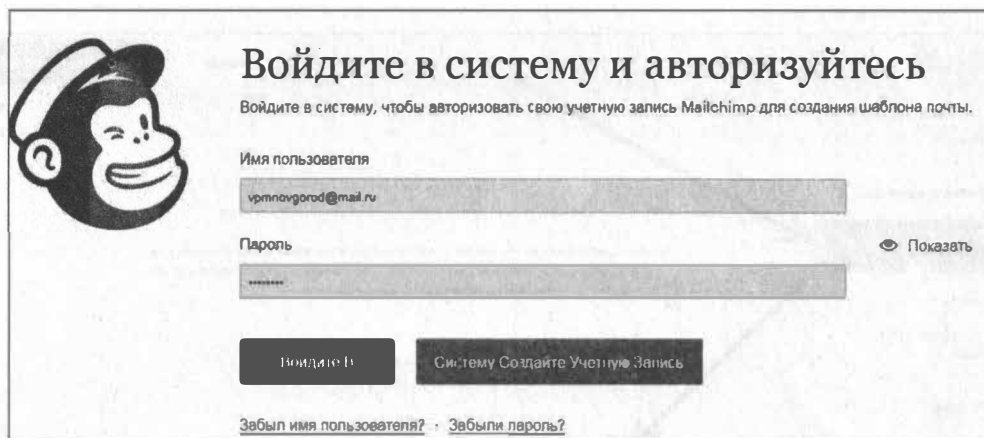 Войдите в систему и авторизуйтесь
Войдите в систему, чтобы авторизовать свою учетную запись Mailchimp для создания шаблона почты.
Имя пользователя
vpmnovgorod@mail.ru
Пароль
Показать
••••••••
Войдите В
Систему Создайте Учетную Запись
Забыл имя пользователя? · Забыли пароль?